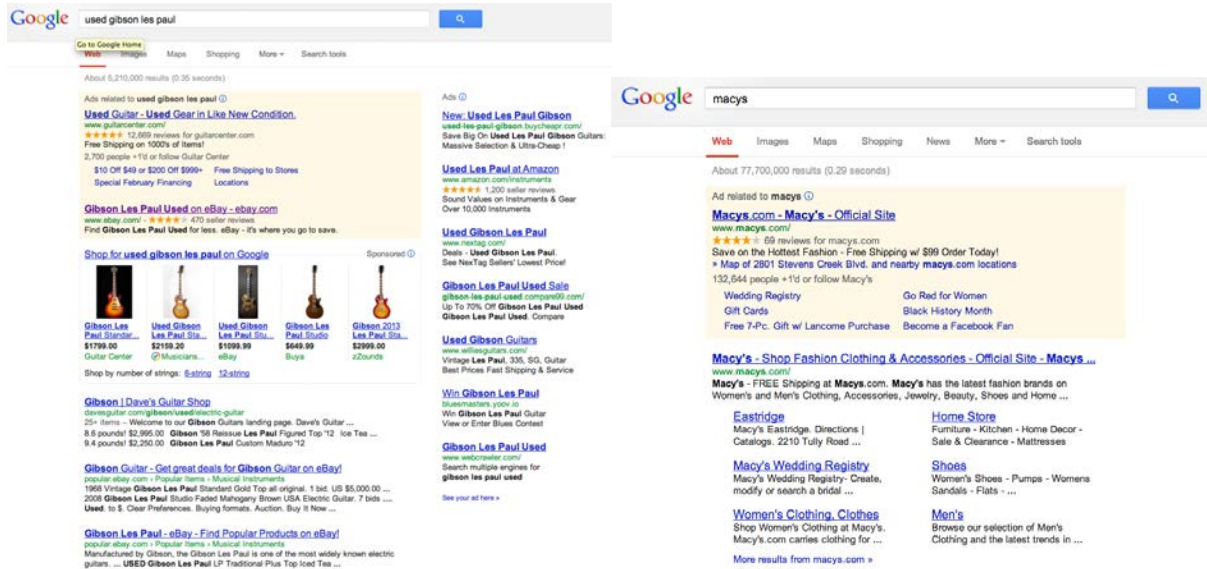 Google
used gibson les paul
Go to Google Home
Web Images Maps Shopping More Search tools
About 5,210,000 results (0.35 seconds)
Ads related to used gibson les paul
Used Guitar - Used Gear in Like New Condition.
www.guitarcenter.com/
12,669 reviews for guitarcenter.com
Free Shipping on 1000's of Items!
2,700 people +1'd or follow Guitar Center
$10 Off $49 or $200 Off $999+ Free Shipping to Stores
Special February Financing Locations
Gibson Les Paul Used on eBay - ebay.com
www.ebay.com/ - 470 seller reviews
Find Gibson Les Paul Used for less. eBay - it's where you go to save.
Shop for used gibson les paul on Google Sponsored
Gibson Les Paul Standar...
$1799.00
Guitar Center
Used Gibson Les Paul Sta...
$2159.20
Musicians...
Used Gibson Les Paul Stu...
$1099.99
eBay
Gibson Les Paul Studio
$649.99
Buya
Gibson 2013 Les Paul Sta...
$2999.00
zZounds
Shop by number of strings: 6-string 12-string
Gibson | Dave's Guitar Shop
davesguitar.com/gibson/used/electric-guitar
25+ items – Welcome to our Gibson Guitars landing page. Dave's Guitar ...
8.6 pounds! $2,995.00 Gibson '58 Reissue Les Paul Figured Top '12 Ice Tea ...
9.4 pounds! $2,250.00 Gibson Les Paul Custom Maduro '12
Gibson Guitar - Get great deals for Gibson Guitar on eBay!
popular.ebay.com › Popular Items › Musical Instruments
1968 Vintage Gibson Les Paul Standard Gold Top all original. 1 bid. US $5,000.00 ...
2008 Gibson Les Paul Studio Faded Mahogany Brown USA Electric Guitar. 7 bids ....
Used. to $. Clear Preferences. Buying formats. Auction. Buy It Now ...
Gibson Les Paul - eBay - Find Popular Products on eBay!
popular.ebay.com › Popular Items › Musical Instruments
Manufactured by Gibson, the Gibson Les Paul is one of the most widely known electric
guitars. ... USED Gibson Les Paul LP Traditional Plus Top Iced Tea ...
Ads
New: Used Les Paul Gibson
used-les-paul-gibson.buycheapr.com/
Save Big On Used Les Paul Gibson Guitars:
Massive Selection & Ultra-Cheap !
Used Les Paul at Amazon
www.amazon.com/instruments
1,200 seller reviews
Sound Values on Instruments & Gear
Over 10,000 Instruments
Used Gibson Les Paul
www.nextag.com/
Deals - Used Gibson Les Paul.
See NexTag Sellers' Lowest Price!
Gibson Les Paul Used Sale
gibson-les-paul-used.compare99.com/
Up To 70% Off Gibson Les Paul Used
Gibson Les Paul Used. Compare
Used Gibson Guitars
www.williesguitars.com/
Vintage Les Paul, 335, SG, Guitar
Best Prices Fast Shipping & Service
Win Gibson Les Paul
bluesmasters.yoov.io
Win Gibson Les Paul Guitar
View or Enter Blues Contest
Gibson Les Paul Used
www.webcrawler.com/
Search multiple engines for
gibson les paul used
See your ad here »
Google
macys
Web Images Maps Shopping News More Search tools
About 77,700,000 results (0.29 seconds)
Ad related to macys
Macys.com - Macy's - Official Site
www.macys.com/
69 reviews for macys.com
Save on the Hottest Fashion - Free Shipping w/ $99 Order Today!
» Map of 2801 Stevens Creek Blvd. and nearby macys.com locations
132,644 people +1'd or follow Macy's
Wedding Registry Go Red for Women
Gift Cards Black History Month
Free 7-Pc. Gift w/ Lancome Purchase Become a Facebook Fan
Macy's - Shop Fashion Clothing & Accessories - Official Site - Macys ...
www.macys.com/
Macy's - FREE Shipping at Macys.com. Macy's has the latest fashion brands on
Women's and Men's Clothing, Accessories, Jewelry, Beauty, Shoes and Home ...
Eastridge
Macy's Eastridge. Directions |
Catalogs. 2210 Tully Road ...
Home Store
Furniture - Kitchen - Home Decor -
Sale & Clearance - Mattresses
Macy's Wedding Registry
Macy's Wedding Registry- Create,
modify or search a bridal ...
Shoes
Women's Shoes - Pumps - Womens
Sandals - Flats - ...
Women's Clothing, Clothes
Shop Women's Clothing at Macy's.
Macy's.com carries clothing for ...
Men's
Browse our selection of Men's
Clothing and the latest trends in ...
More results from macys.com »